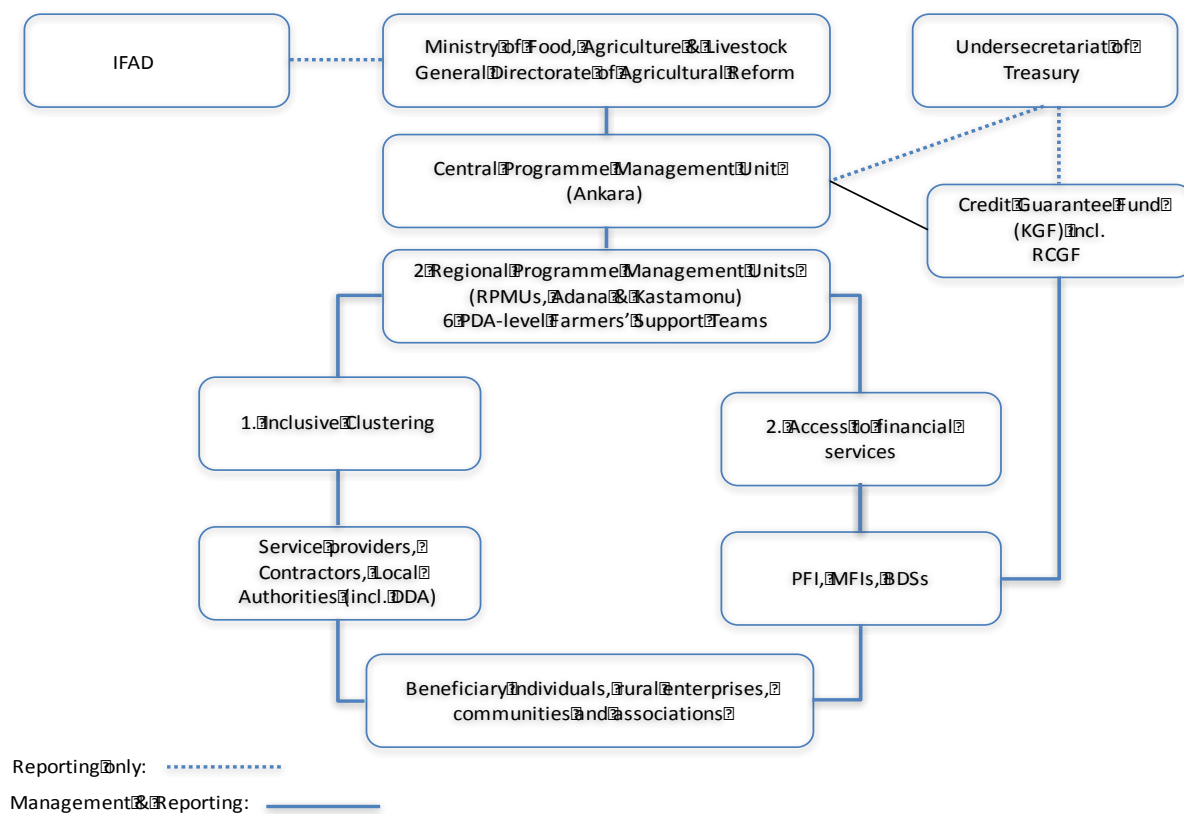 IFAD
Ministry of Food, Agriculture & Livestock
General Directorate of Agricultural Reform
Undersecretariat of
Treasury
Central Programme Management Unit
(Ankara)
Credit Guarantee Fund
(KGF) incl.
RCGF
2 Regional Programme Management Units
(RPMUs, Adana & Kastamonu)
6 PDA-level Farmers' Support Teams
1. Inclusive Clustering
2. Access to financial
services
Service providers,
Contractors, Local
Authorities (incl. DDA)
PFI, MFIs, BDSs
Beneficiary individuals, rural enterprises,
communities and associations
Reporting only:
Management & Reporting: